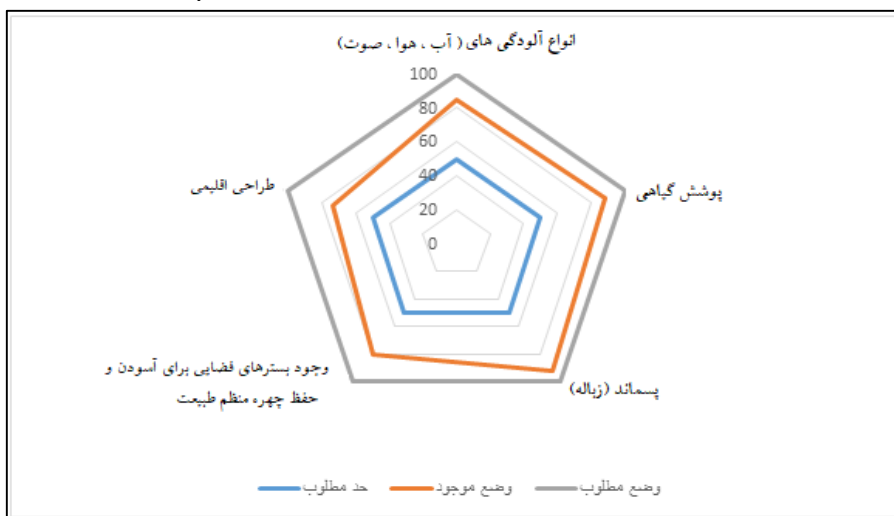 انواع آلودگی های ( آب ، هوا ، صوت)
100
80
60
40
20
0
پوشش گیاهی
پسماند (زباله)
وجود بسترهای فضایی برای آسودن و
حفظ چهره منظم طبیعت
طراحی اقلیمی
حد مطلوب
وضع موجود
وضع مطلوب